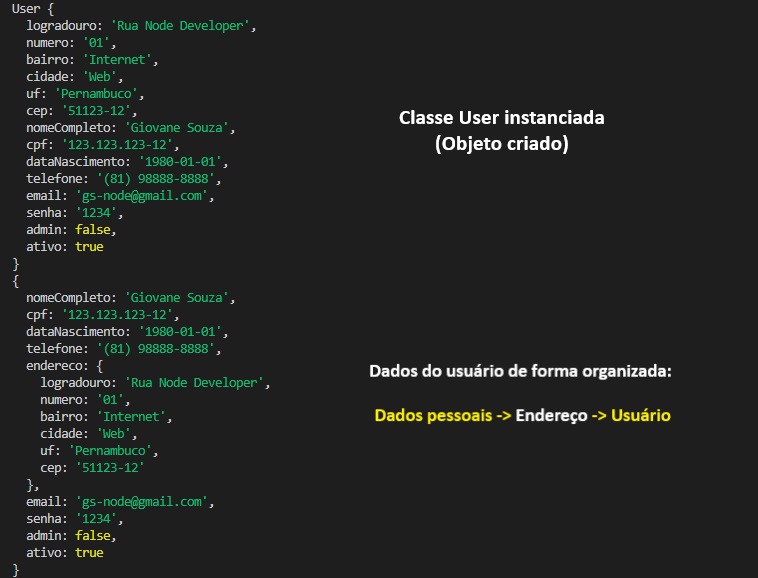 User {
logradouro: 'Rua Node Developer',
numero: '01',
bairro: 'Internet',
cidade: 'Web',
uf: 'Pernambuco',
cep: '51123-12',
nomeCompleto: 'Giovane Souza',
cpf: '123.123.123-12',
dataNascimento: '1980-01-01',
telefone: '(81) 98888-8888',
email: 'gs-node@gmail.com',
senha: '1234',
admin: false,
ativo: true
}
Classe User instanciada
(Objeto criado)
{
nomeCompleto: 'Giovane Souza',
cpf: '123.123.123-12',
dataNascimento: '1980-01-01',
telefone: '(81) 98888-8888',
endereco: {
logradouro: 'Rua Node Developer',
numero: '01',
bairro: 'Internet',
cidade: 'Web',
uf: 'Pernambuco',
cep: '51123-12'
},
email: 'gs-node@gmail.com',
senha: '1234',
admin: false,
ativo: true
}
Dados do usuário de forma organizada:
Dados pessoais -> Endereço -> Usuário